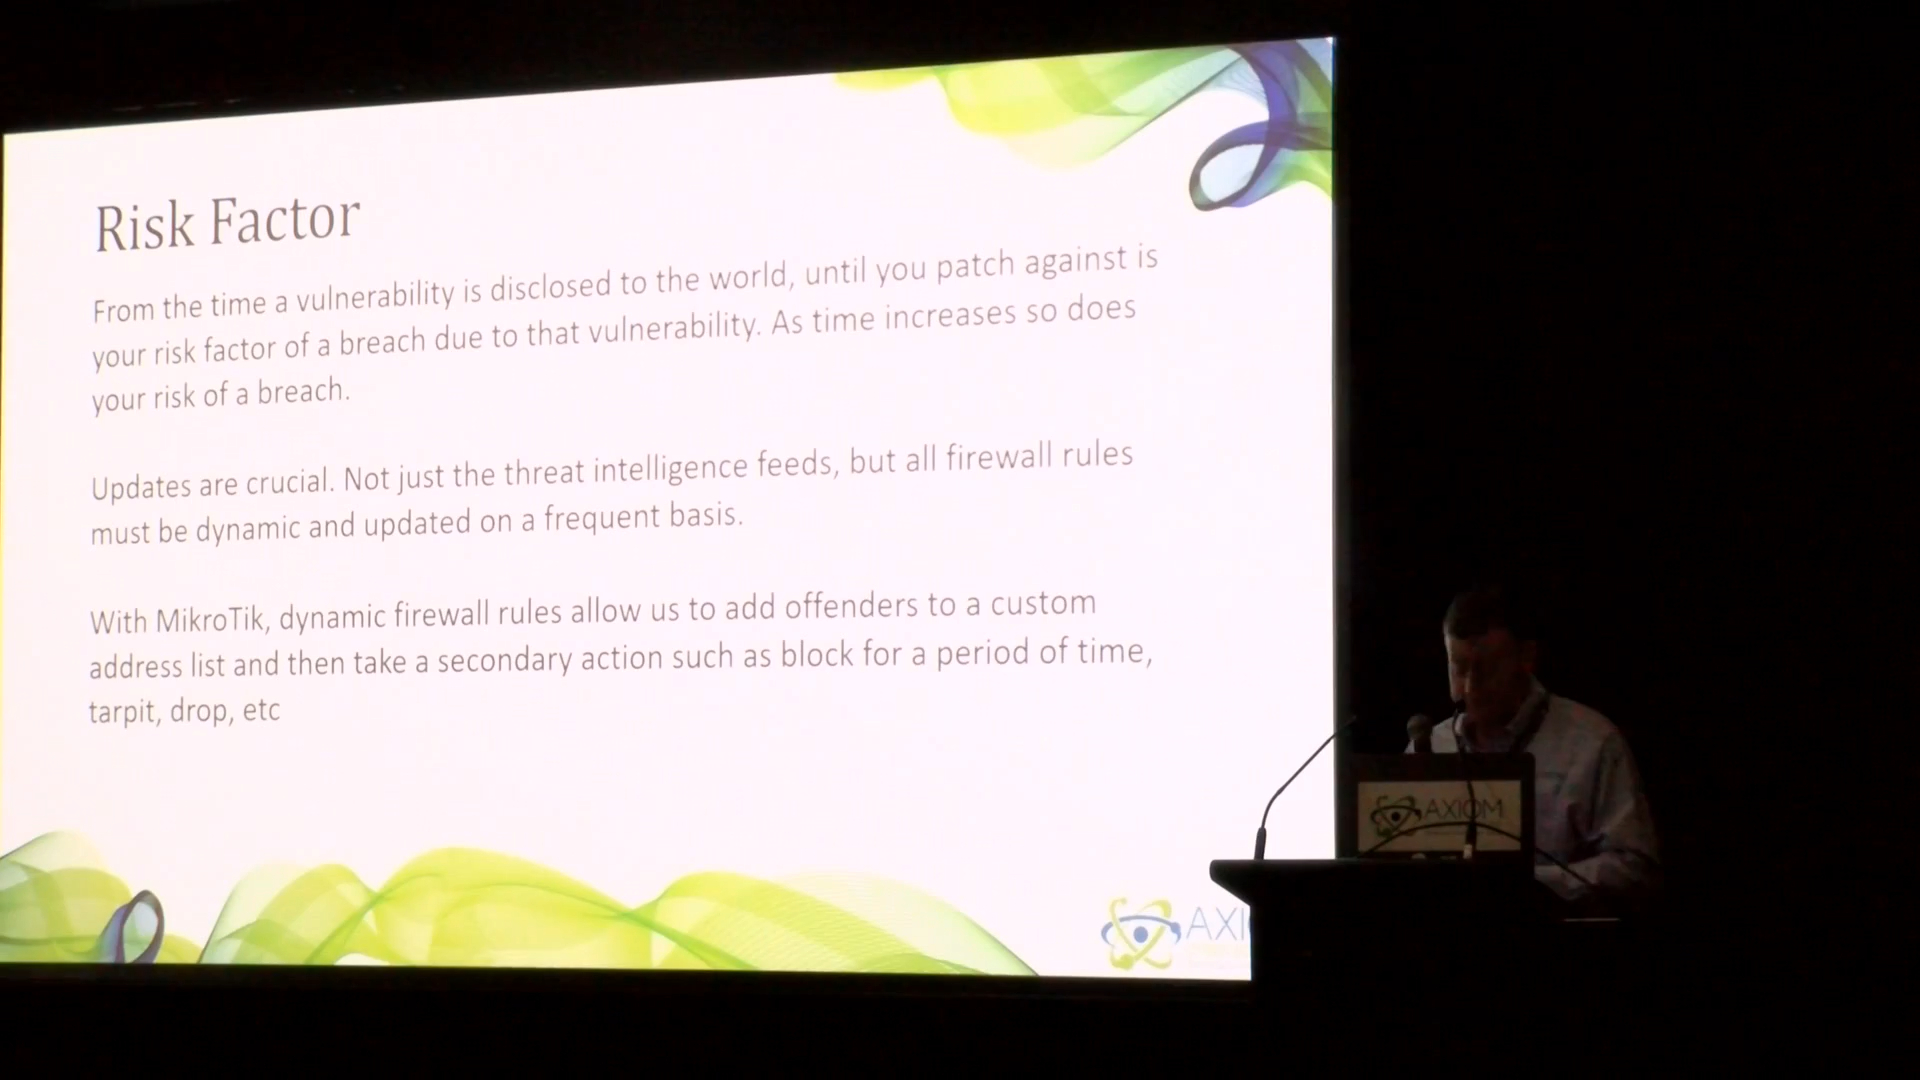 Risk Factor
From the time a vulnerability is disclosed to the world, until you patch against is
your risk factor of a breach due to that vulnerability. As time increases so does
your risk of a breach.
Updates are crucial. Not just the threat intelligence feeds, but all firewall rules
must be dynamic and updated on a frequent basis.
With MikroTik, dynamic firewall rules allow us to add offenders to a custom
address list and then take a secondary action such as block for a period of time,
tarpit, drop, etc
AXIOM
AXI